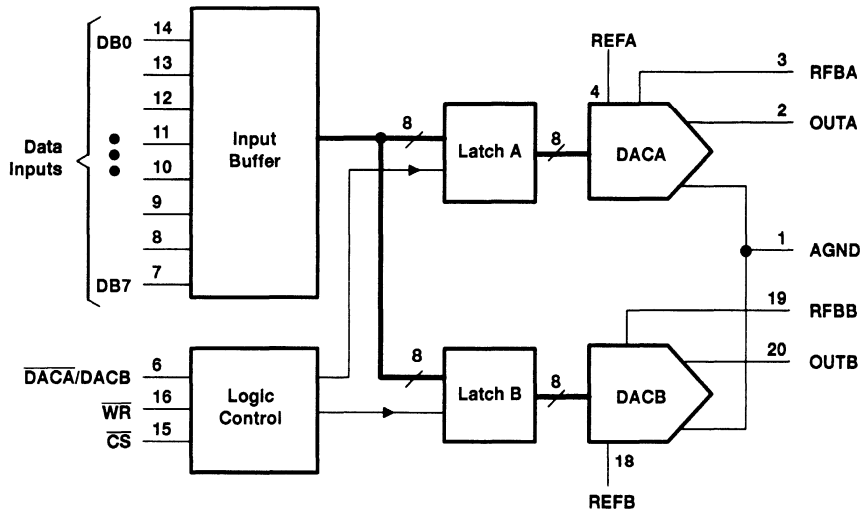 DB0
14
13
12
11
10
9
8
DB7
7
Data
Inputs
Input
Buffer
8
8
Latch A
8
REFA
4
DACA
3
RFBA
2
OUTA
1
AGND
19
RFBB
20
OUTB
DACA/DACB
6
WR
16
CS
15
Logic
Control
Latch B
8
DACB
18
REFB